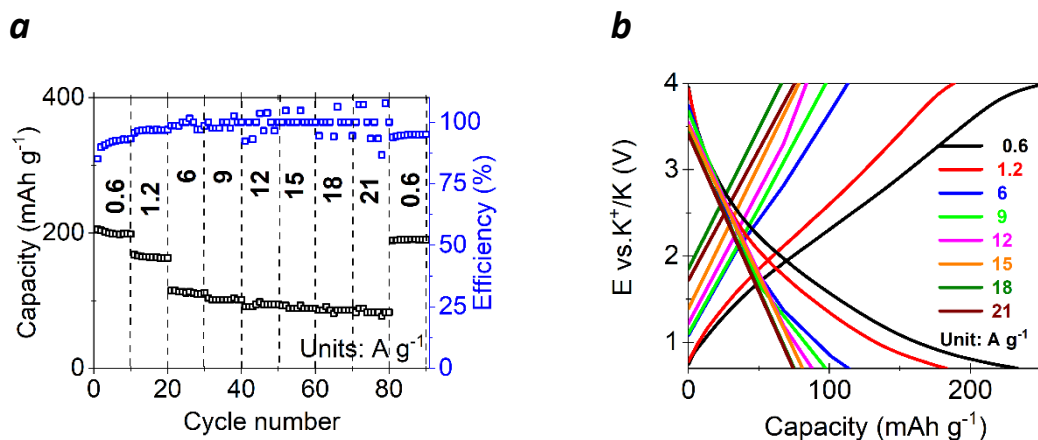 a
400
200
0
Capacity (mAh g⁻¹)
0.6
1.2
6
9
12
15
18
21
0.6
Units: A g⁻¹
100
75
50
25
0
Efficiency (%)
0 20 40 60 80
Cycle number
b
4
3
2
1
E vs.K⁺/K (V)
0.6
1.2
6
9
12
15
18
21
Unit: A g⁻¹
0 100 200
Capacity (mAh g⁻¹)